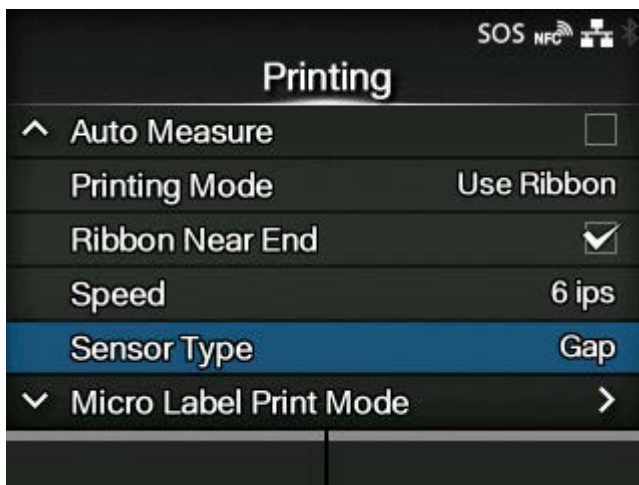 SOS NFC
Printing
Auto Measure
Printing Mode Use Ribbon
Ribbon Near End
Speed 6 ips
Sensor Type Gap
Micro Label Print Mode